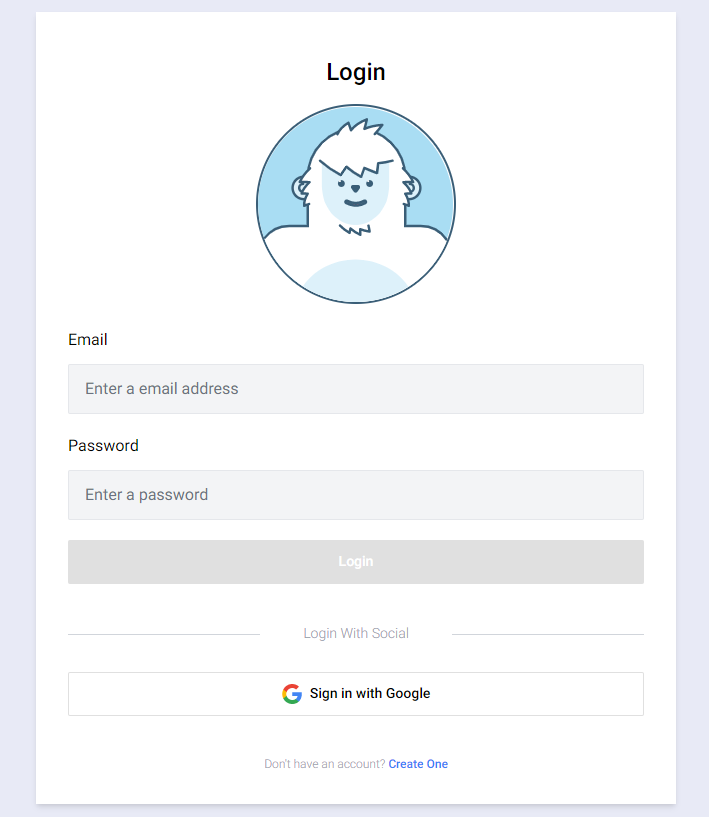 Login
Email
Enter a email address
Password
Enter a password
Login
Login With Social
Sign in with Google
Don't have an account? Create One